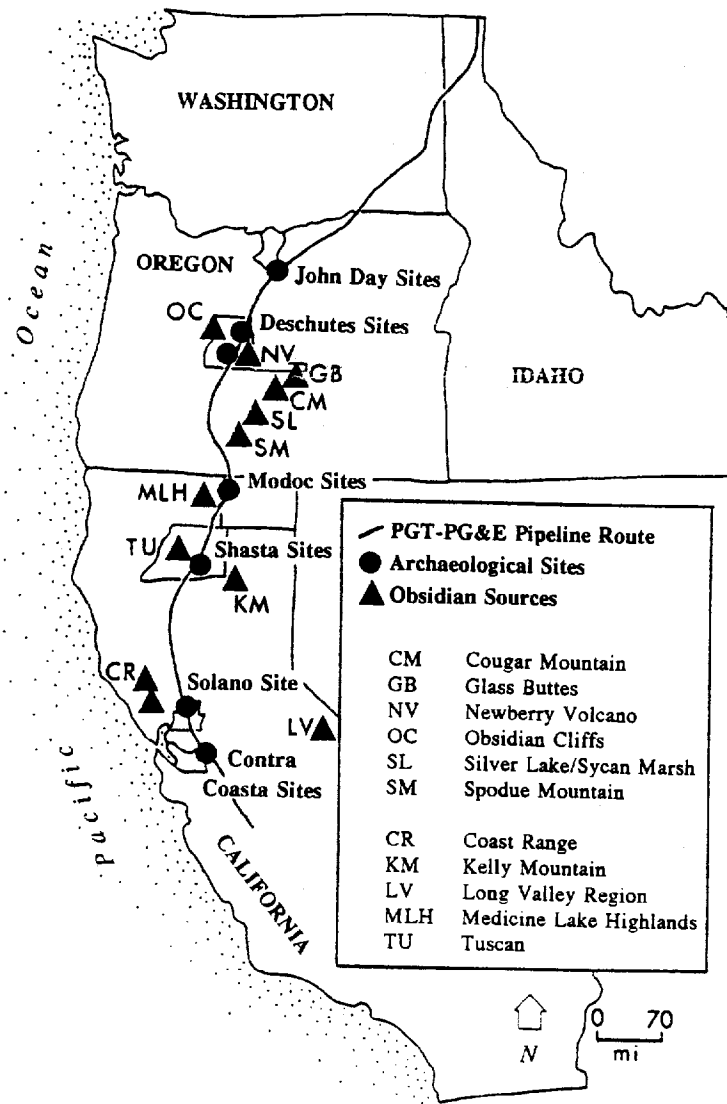 WASHINGTON
OREGON
John Day Sites
OC
Deschutes Sites
NV
GB
CM
SL
SM
IDAHO
Ocean
MLH
Modoc Sites
TU
Shasta Sites
KM
CR
Solano Site
LV
Contra
Coasta Sites
Pacific
CALIFORNIA
PGT-PG&E Pipeline Route
Archaeological Sites
Obsidian Sources
CM Cougar Mountain
GB Glass Buttes
NV Newberry Volcano
OC Obsidian Cliffs
SL Silver Lake/Sycan Marsh
SM Spodue Mountain
CR Coast Range
KM Kelly Mountain
LV Long Valley Region
MLH Medicine Lake Highlands
TU Tuscan
N
0 70
mi